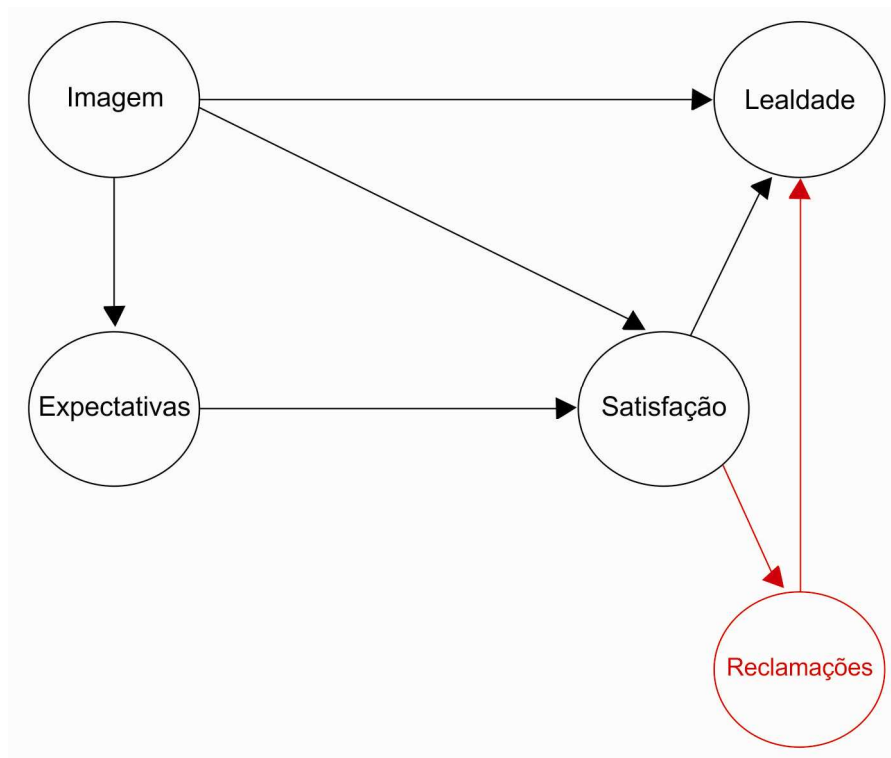 Imagem
Lealdade
Expectativas
Satisfação
Reclamações